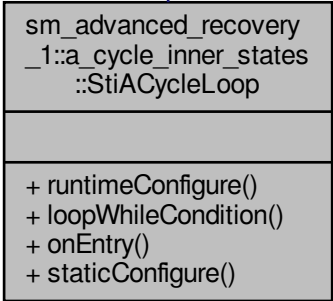 sm_advanced_recovery
_1::a_cycle_inner_states
::StiACycleLoop
+ runtimeConfigure()
+ loopWhileCondition()
+ onEntry()
+ staticConfigure()